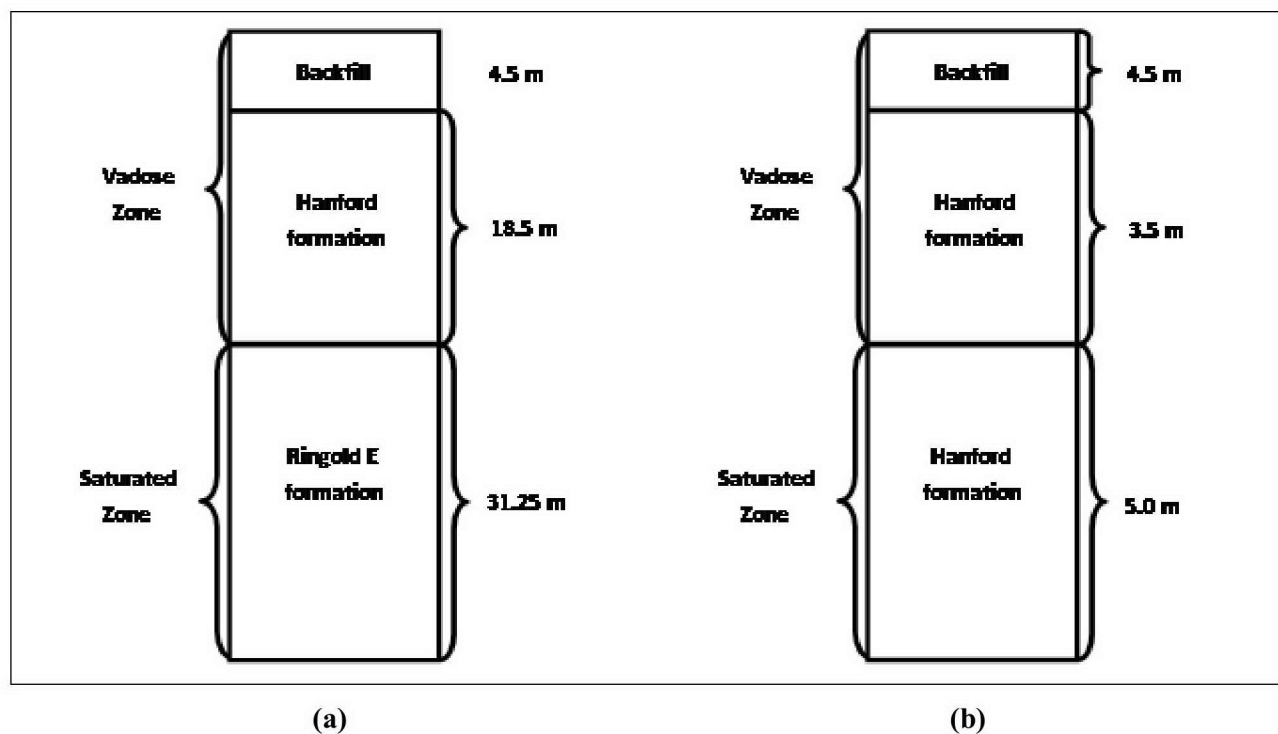 Backfill
4.5 m
Vadose
Zone
Hanford
formation
18.5 m
Saturated
Zone
Ringold E
formation
31.25 m
(a)
Backfill
4.5 m
Vadose
Zone
Hanford
formation
3.5 m
Saturated
Zone
Hanford
formation
5.0 m
(b)